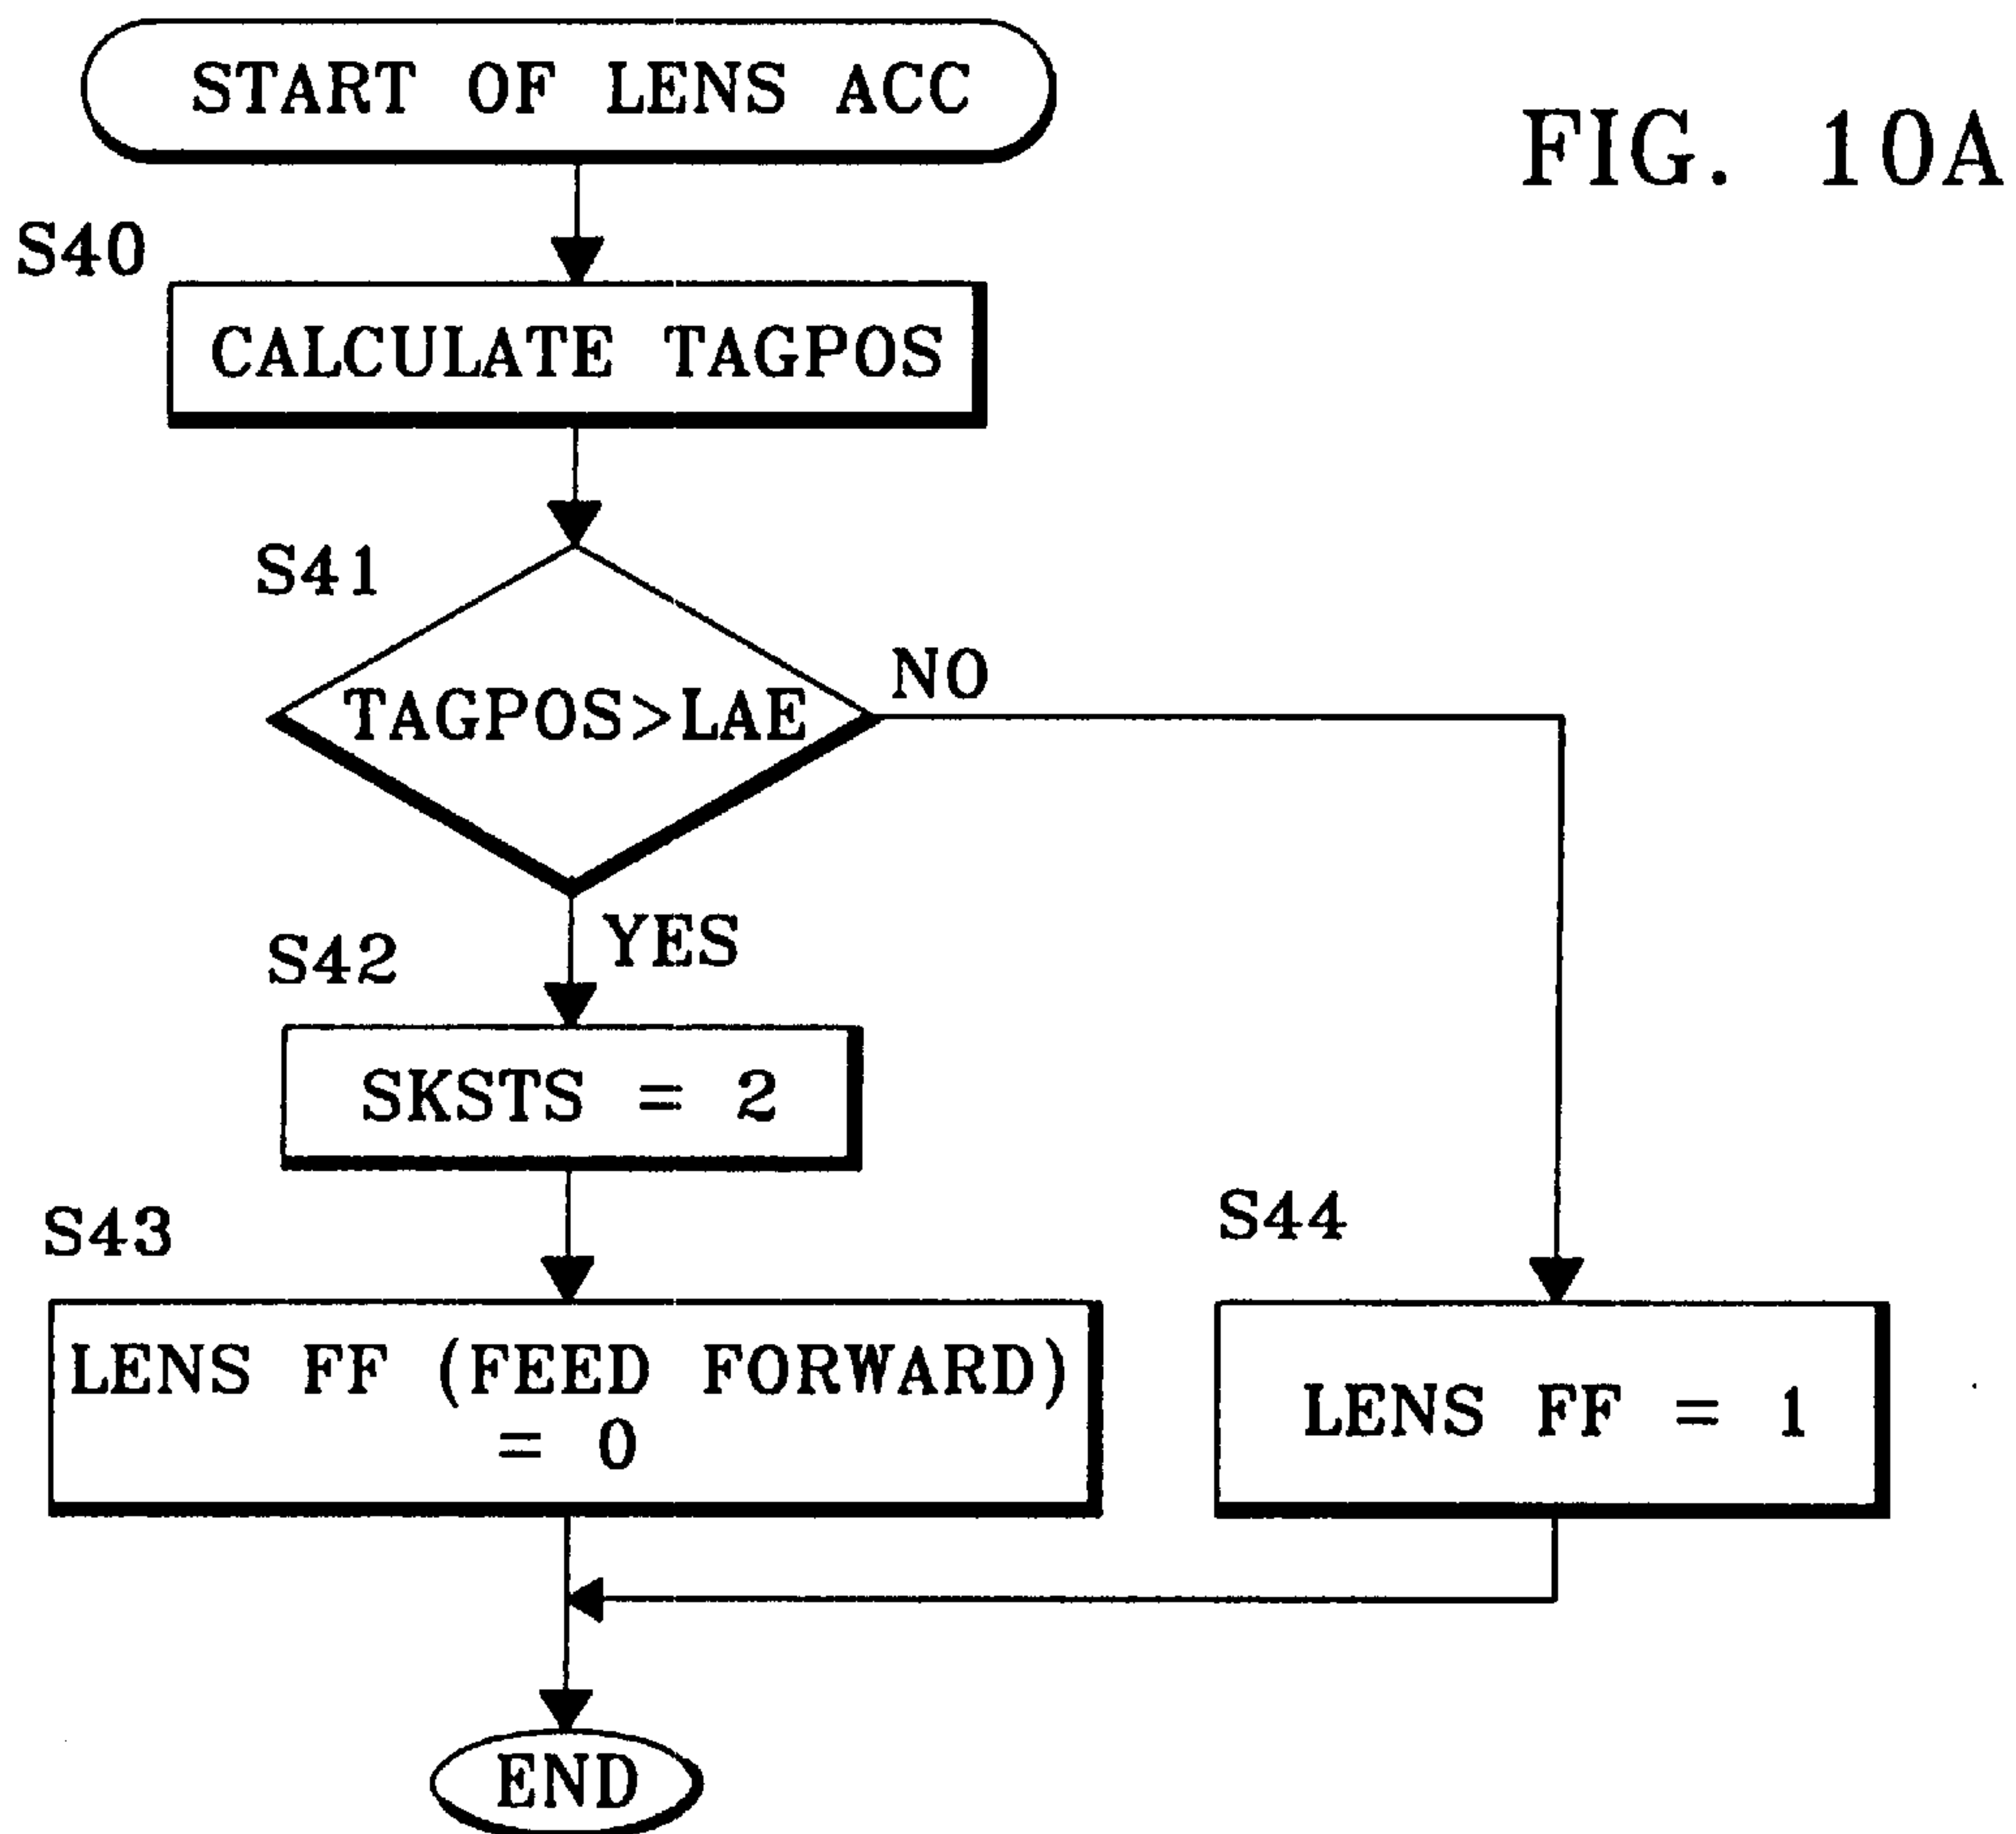 START OF LENS ACC
FIG. 10A
S40
CALCULATE TAGPOS
S41
TAGPOS>LAE
NO
YES
S42
SKSTS = 2
S43
LENS FF (FEED FORWARD)
= 0
S44
LENS FF = 1
END